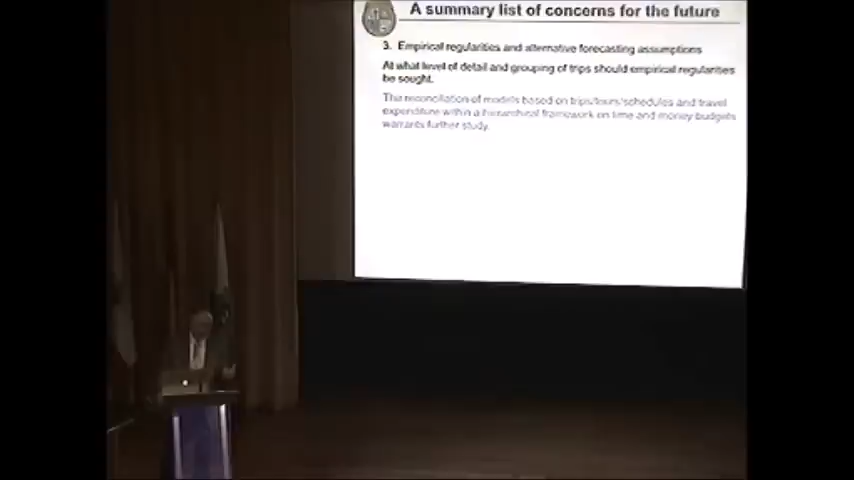 A summary list of concerns for the future
3. Empirical regularities and alternative forecasting assumptions
At what level of detail and grouping of trips should empirical regularities
be sought.
The reconciliation of models based on trips/tours/schedules and travel
expenditure within a hierarchical framework on time and money budgets
warrants further study.